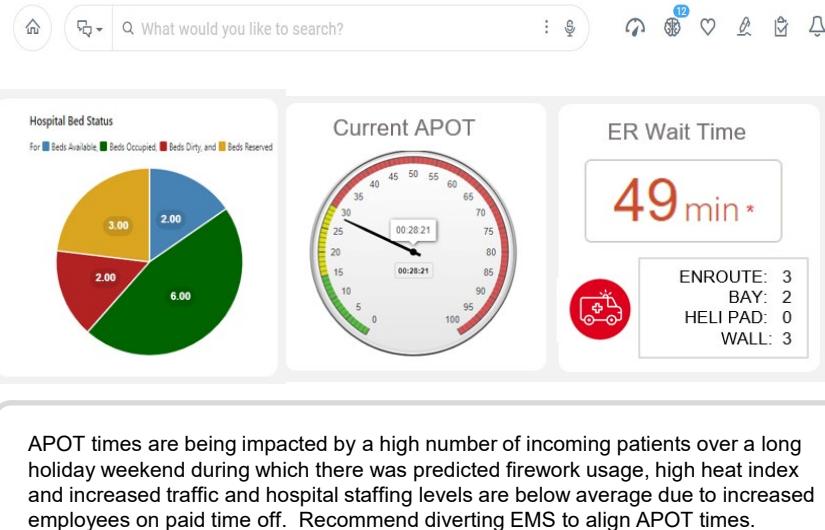 12
What would you like to search?
Hospital Bed Status
For Beds Available, Beds Occupied, Beds Dirty, and Beds Reserved
3.00
2.00
2.00
6.00
Current APOT
0
5
10
15
20
25
30
35
40
45
50
55
60
65
70
75
80
85
90
95
100
00:28:21
00:28:21
ER Wait Time
49 min *
ENROUTE: 3
BAY: 2
HELI PAD: 0
WALL: 3
APOT times are being impacted by a high number of incoming patients over a long
holiday weekend during which there was predicted firework usage, high heat index
and increased traffic and hospital staffing levels are below average due to increased
employees on paid time off. Recommend diverting EMS to align APOT times.